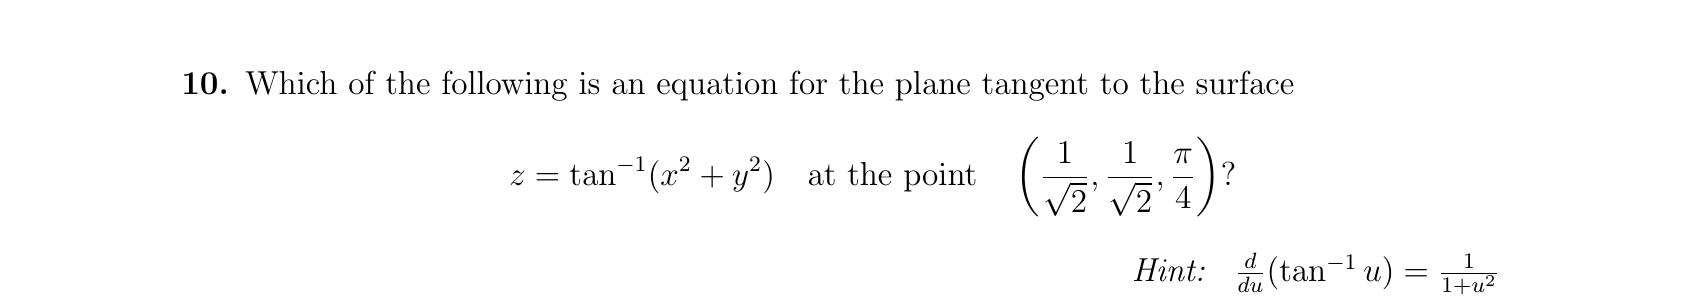 10. Which of the following is an equation for the plane tangent to the surface
z = tan⁻¹(x² + y²) at the point (1/√2, 1/√2, π/4)?
Hint: d/du(tan⁻¹ u) = 1/(1+u²)